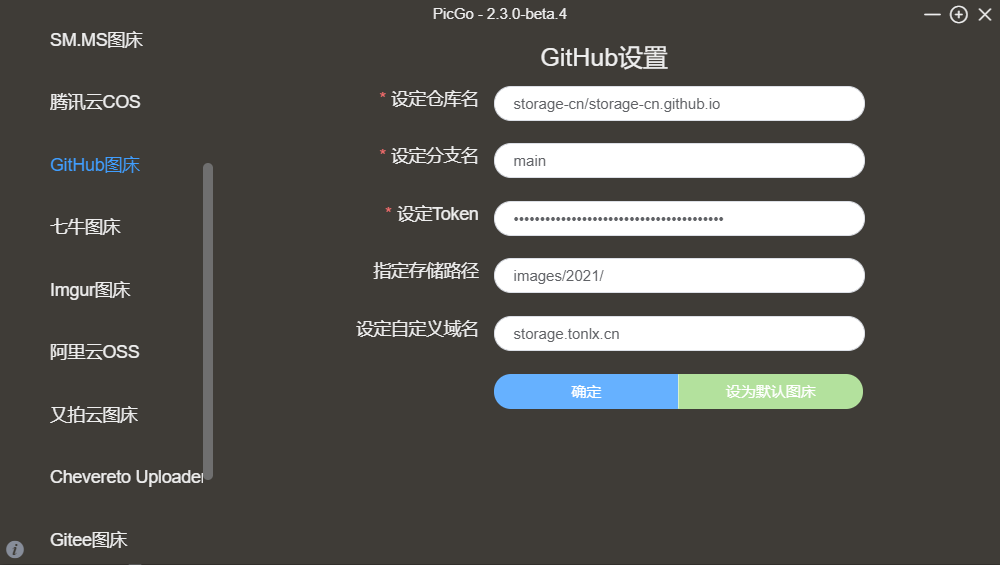 PicGo - 2.3.0-beta.4
SM.MS图床
腾讯云COS
GitHub图床
七牛图床
Imgur图床
阿里云OSS
又拍云图床
Chevereto Uploader
Gitee图床
GitHub设置
* 设定仓库名
storage-cn/storage-cn.github.io
* 设定分支名
main
* 设定Token
指定存储路径
images/2021/
设定自定义域名
storage.tonlx.cn
确定
设为默认图床